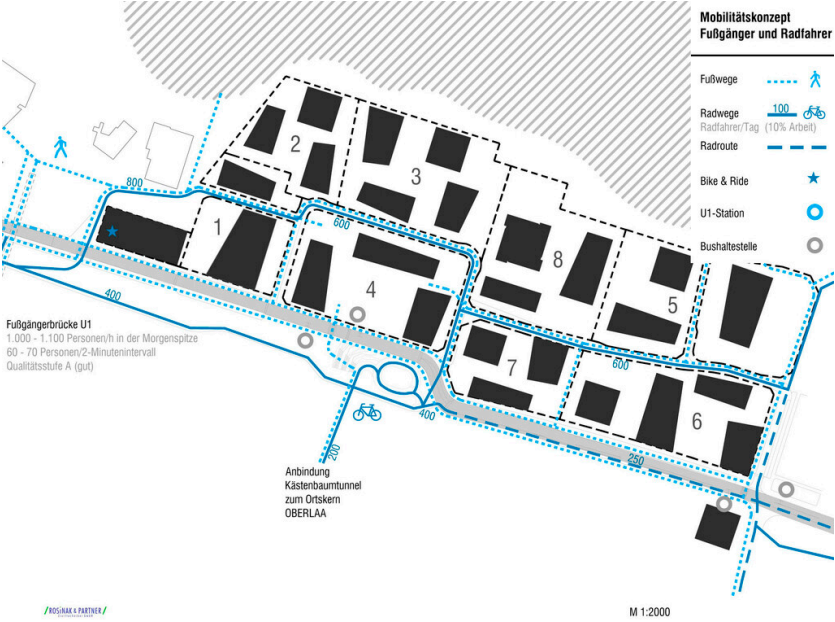 Mobilitätskonzept
Fußgänger und Radfahrer
Fußwege
Radwege 100
Radfahrer/Tag (10% Arbeit)
Radroute
Bike & Ride
U1-Station
Bushaltestelle
2
3
800
1
600
8
4
5
400
Fußgängerbrücke U1
1.000 - 1.100 Personen/h in der Morgenspitze
60 - 70 Personen/2-Minutenintervall
Qualitätsstufe A (gut)
7
600
6
400
200
250
Anbindung
Kästenbaumtunnel
zum Ortskern
OBERLAA
/ROSINAK & PARTNER/
M 1:2000